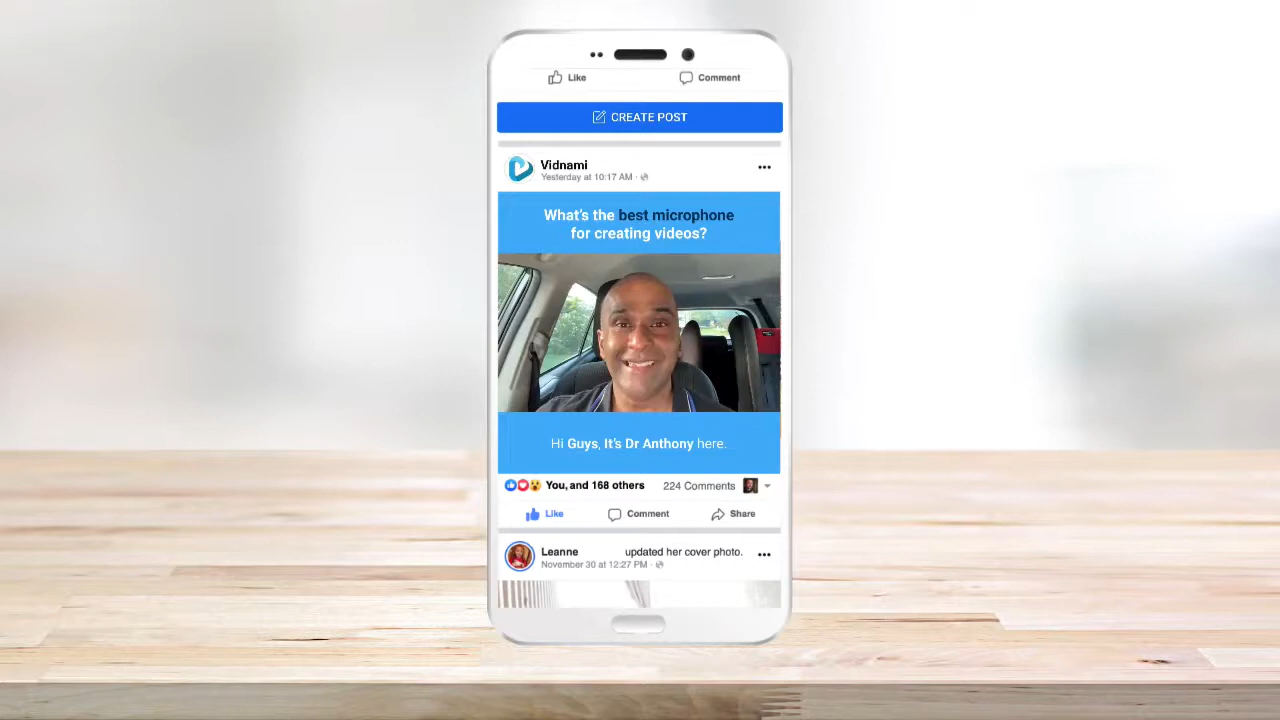 Like
Comment
CREATE POST
Vidnami
Yesterday at 10:17 AM ·
What's the best microphone
for creating videos?
Hi Guys, It's Dr Anthony here.
You, and 168 others
224 Comments
Like
Comment
Share
Leanne updated her cover photo.
November 30 at 12:27 PM ·